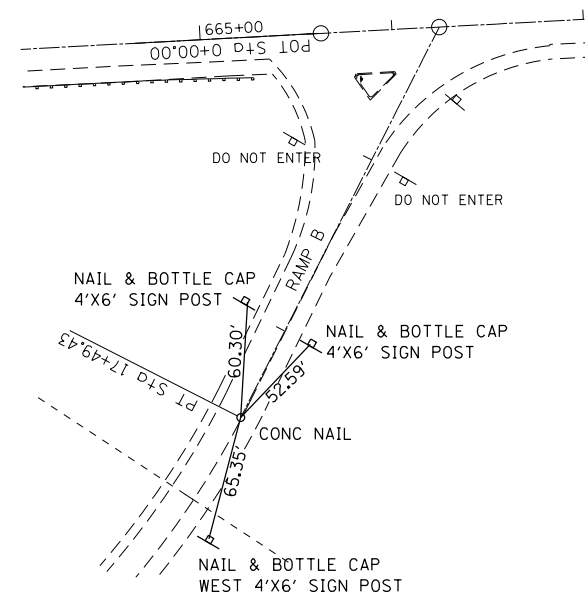 665+00
POT Sta 0+00.00
DO NOT ENTER
DO NOT ENTER
RAMP B
NAIL & BOTTLE CAP
4'X6' SIGN POST
60.30'
NAIL & BOTTLE CAP
4'X6' SIGN POST
52.59'
PT Sta 17+49.43
CONC NAIL
65.35'
NAIL & BOTTLE CAP
WEST 4'X6' SIGN POST